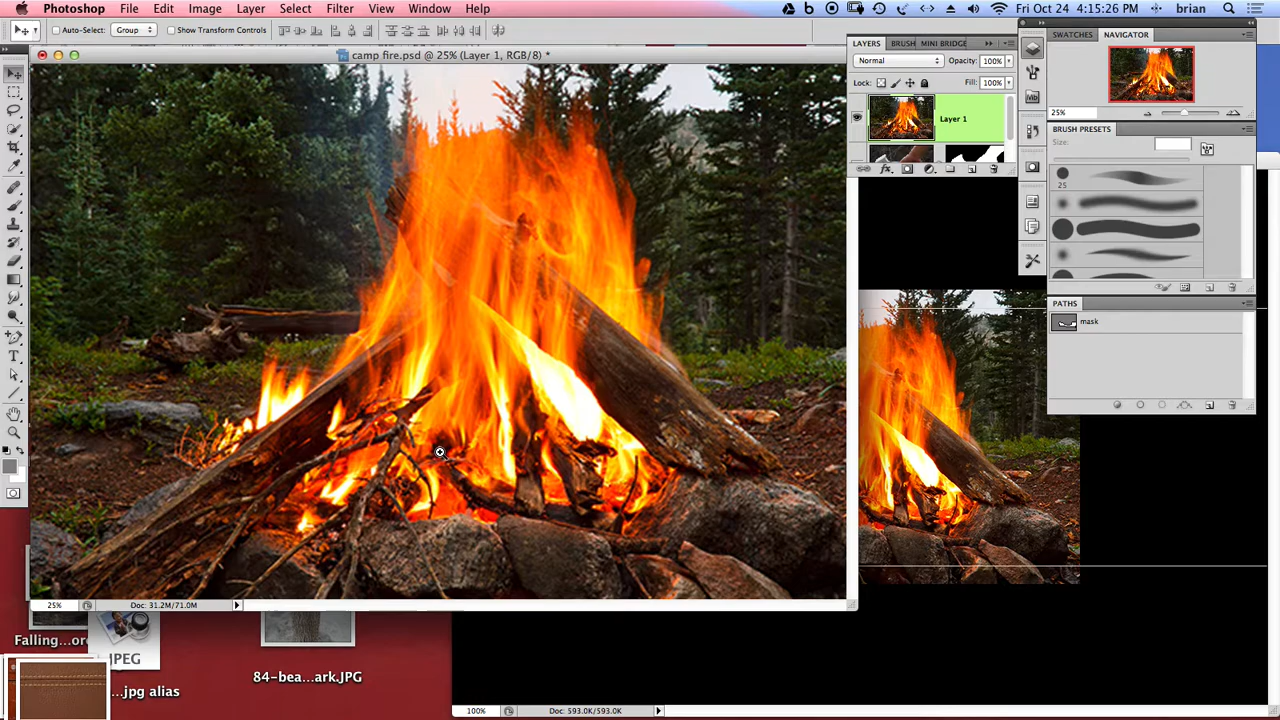 Photoshop File Edit Image Layer Select Filter View Window Help
Fri Oct 24 4:15:26 PM brian
Auto-Select: Group Show Transform Controls
camp fire.psd @ 25% (Layer 1, RGB/8) *
LAYERS BRUSH MINI BRIDGE
Normal Opacity: 100%
Lock: Fill: 100%
Layer 1
SWATCHES NAVIGATOR
25%
BRUSH PRESETS
Size:
25
PATHS
mask
25% Doc: 31.2M/71.0M
Falling...
JPEG
...jpg alias
84-bea...ark.JPG
100% Doc: 593.0K/593.0K